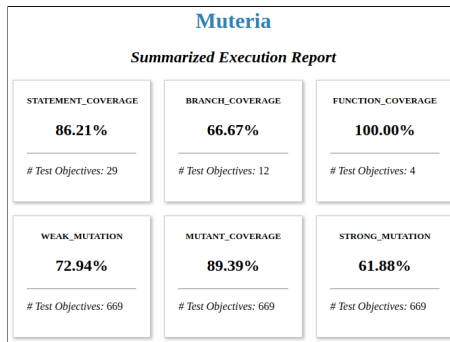 Muteria
Summarized Execution Report
STATEMENT_COVERAGE
86.21%
# Test Objectives: 29
BRANCH_COVERAGE
66.67%
# Test Objectives: 12
FUNCTION_COVERAGE
100.00%
# Test Objectives: 4
WEAK_MUTATION
72.94%
# Test Objectives: 669
MUTANT_COVERAGE
89.39%
# Test Objectives: 669
STRONG_MUTATION
61.88%
# Test Objectives: 669